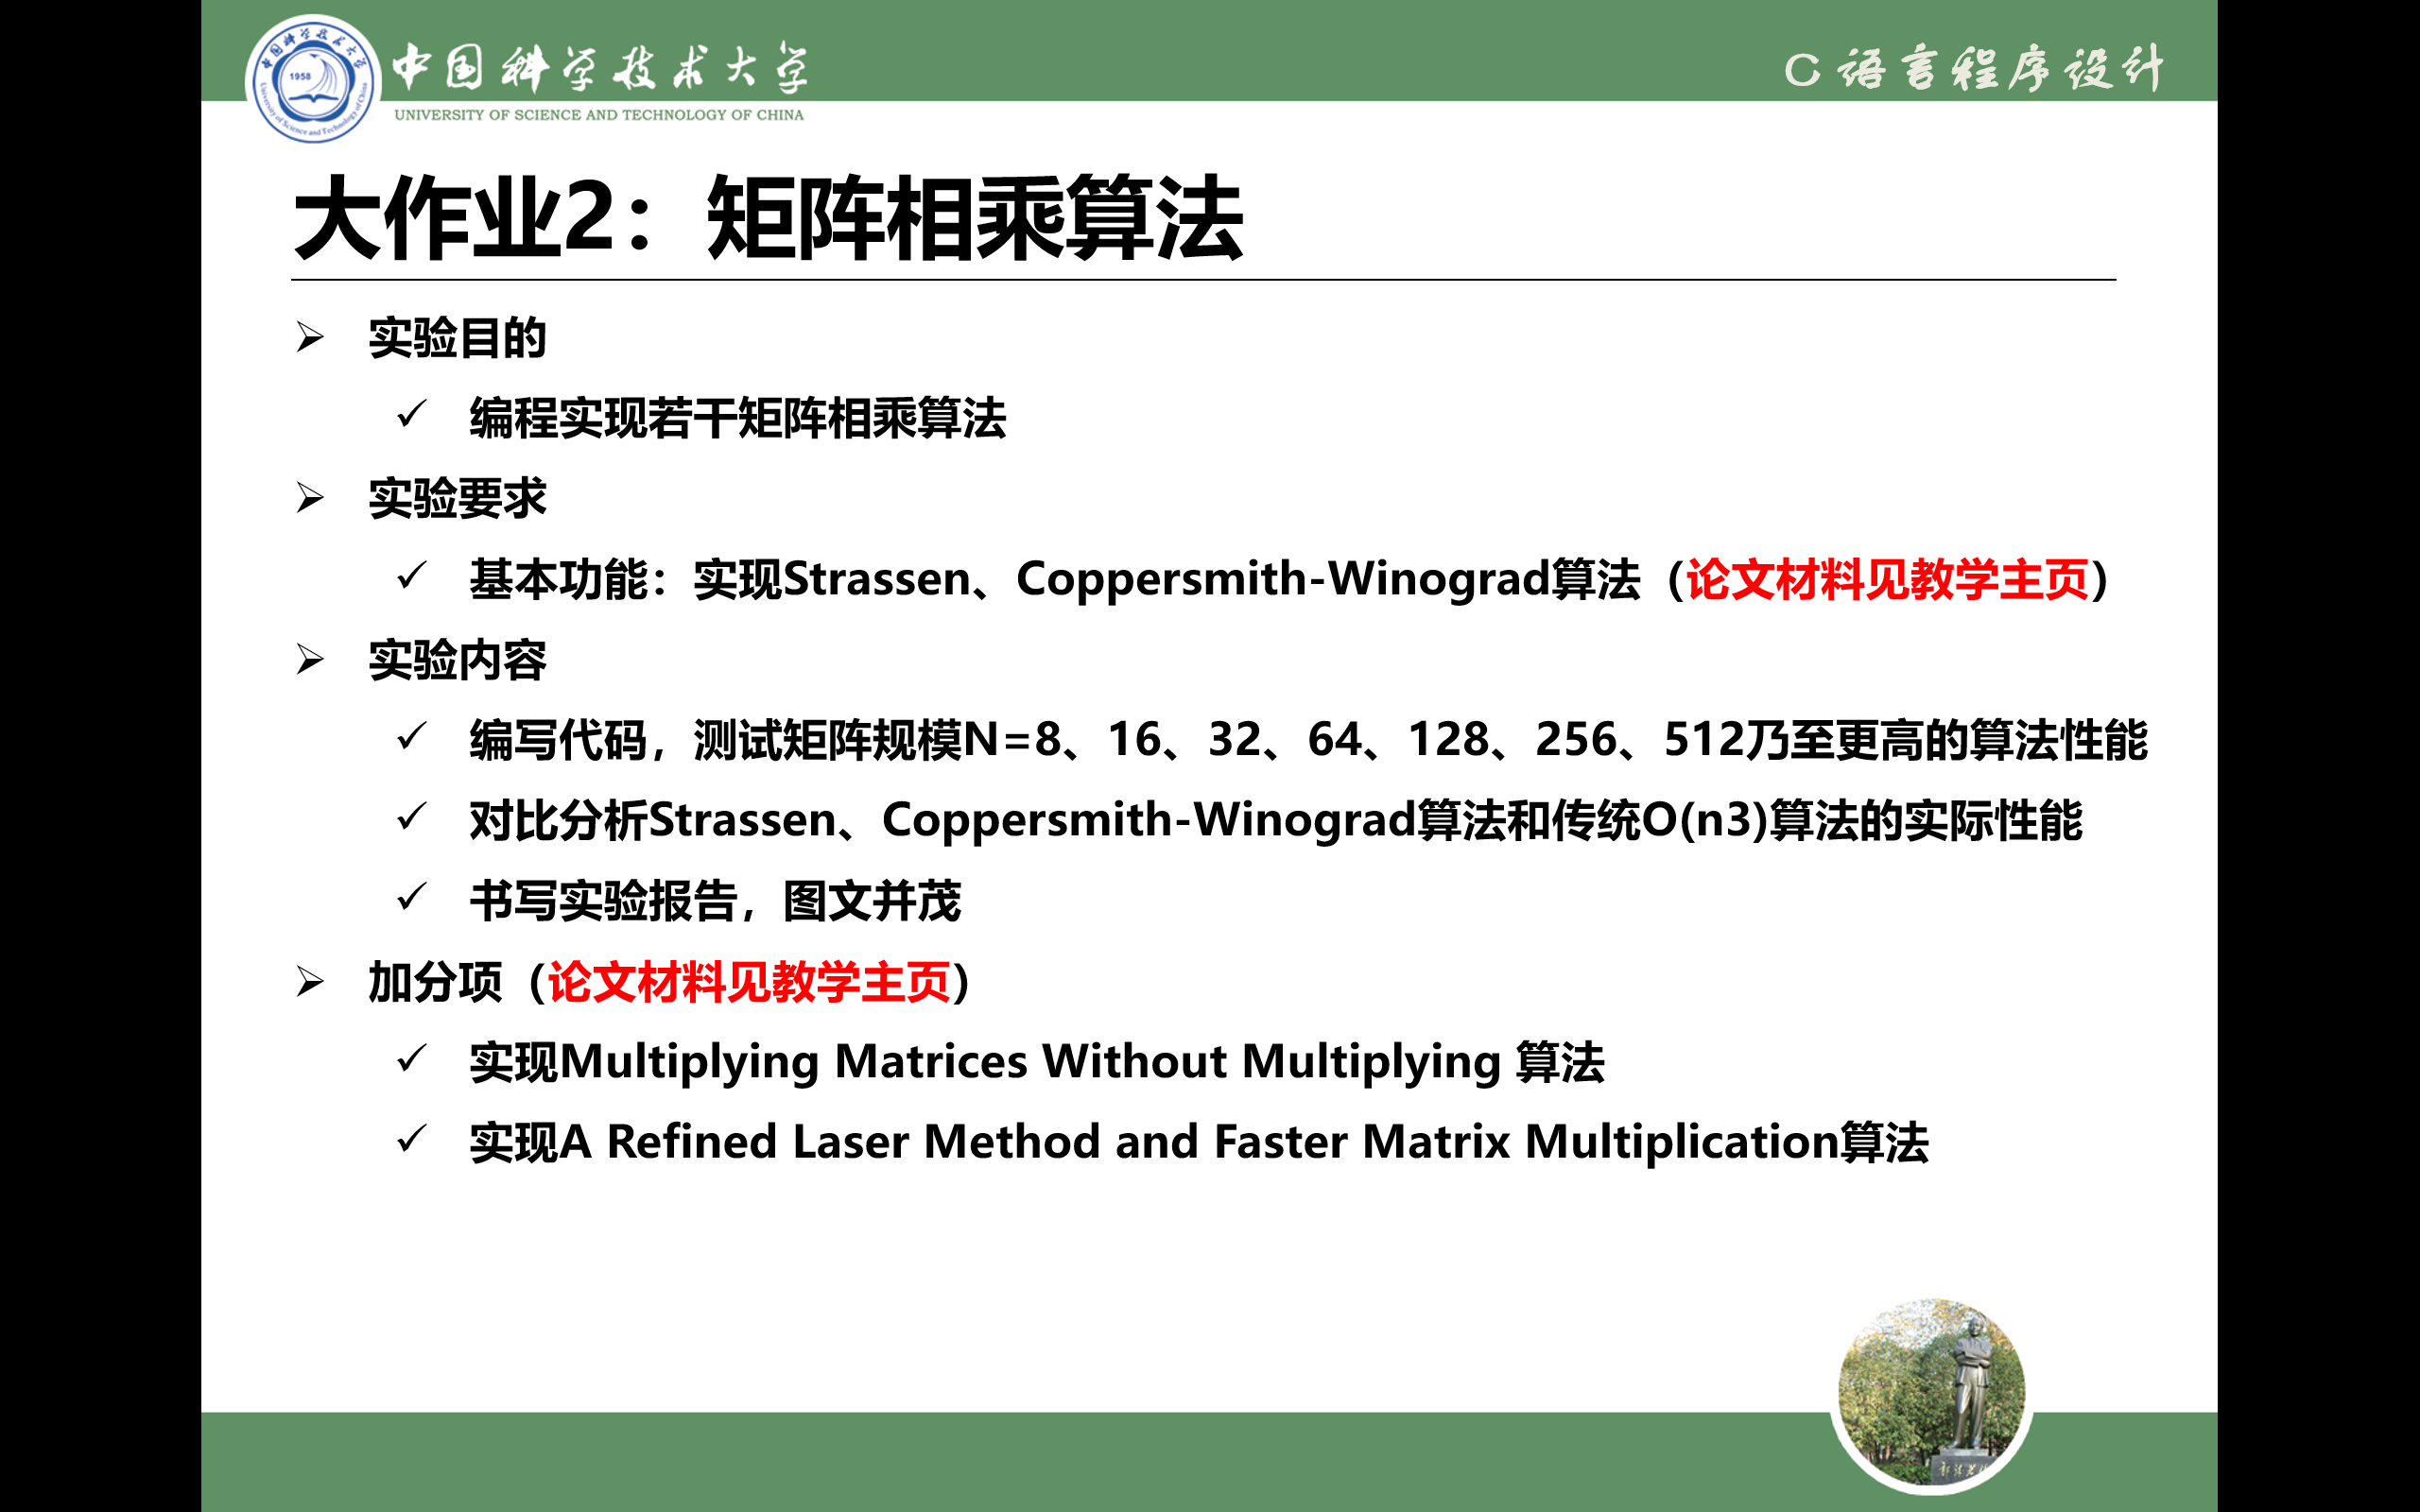 中国科学技术大学
UNIVERSITY OF SCIENCE AND TECHNOLOGY OF CHINA
1958
C语言程序设计
大作业2：矩阵相乘算法
实验目的
编程实现若干矩阵相乘算法
实验要求
基本功能：实现Strassen、Coppersmith-Winograd算法（论文材料见教学主页）
实验内容
编写代码，测试矩阵规模N=8、16、32、64、128、256、512乃至更高的算法性能
对比分析Strassen、Coppersmith-Winograd算法和传统O(n3)算法的实际性能
书写实验报告，图文并茂
加分项（论文材料见教学主页）
实现Multiplying Matrices Without Multiplying 算法
实现A Refined Laser Method and Faster Matrix Multiplication算法